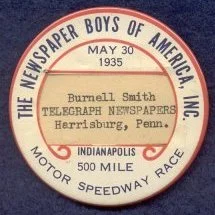 THE NEWSPAPER BOYS OF AMERICA, INC.
MAY 30
1935
Burnell Smith
TELEGRAPH NEWSPAPERS
Harrisburg, Penn.
INDIANAPOLIS
500 MILE
MOTOR SPEEDWAY RACE